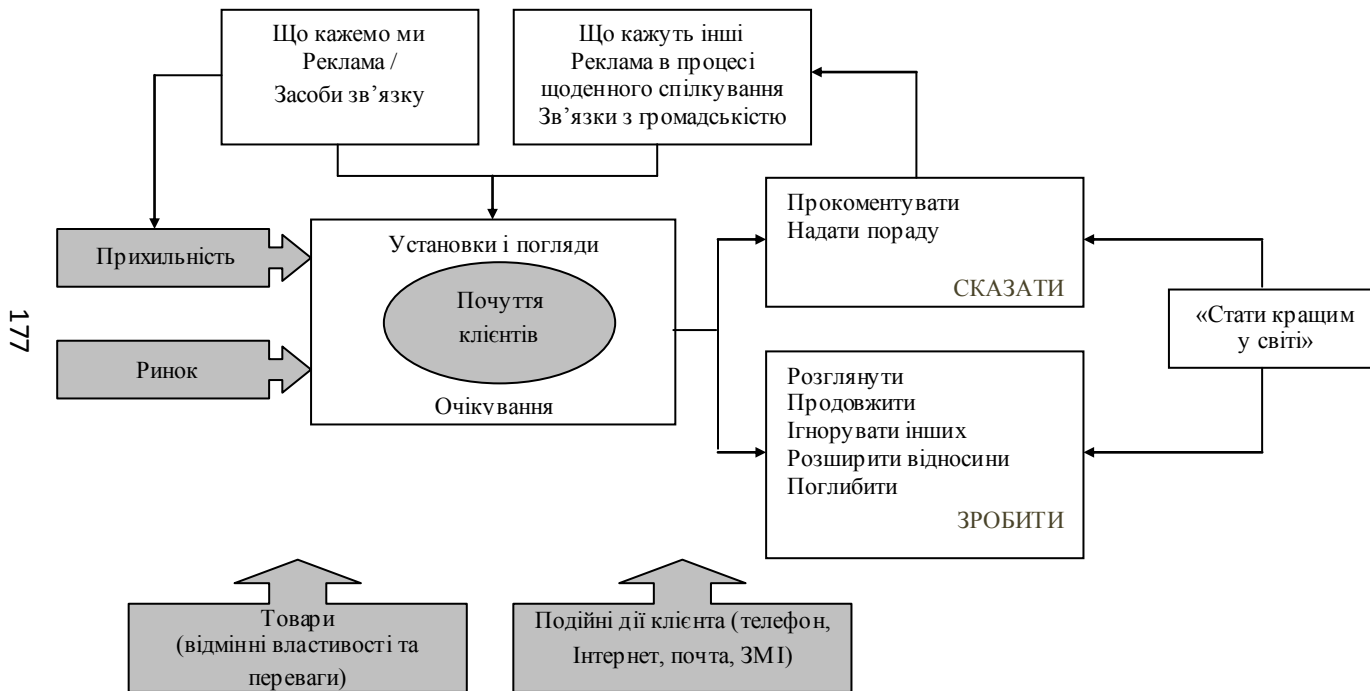 Що кажемо ми
Реклама /
Засоби зв’язку
Що кажуть інші
Реклама в процесі
щоденного спілкування
Зв’язки з громадськістю
Прихильність
Ринок
Установки і погляди
Почуття
клієнтів
Очікування
Прокоментувати
Надати пораду
СКАЗАТИ
Розглянути
Продовжити
Ігнорувати інших
Розширити відносини
Поглибити
ЗРОБИТИ
«Стати кращим
у світі»
Товари
(відмінні властивості та
переваги)
Подійні дії клієнта (телефон,
Інтернет, почта, ЗМІ)
177